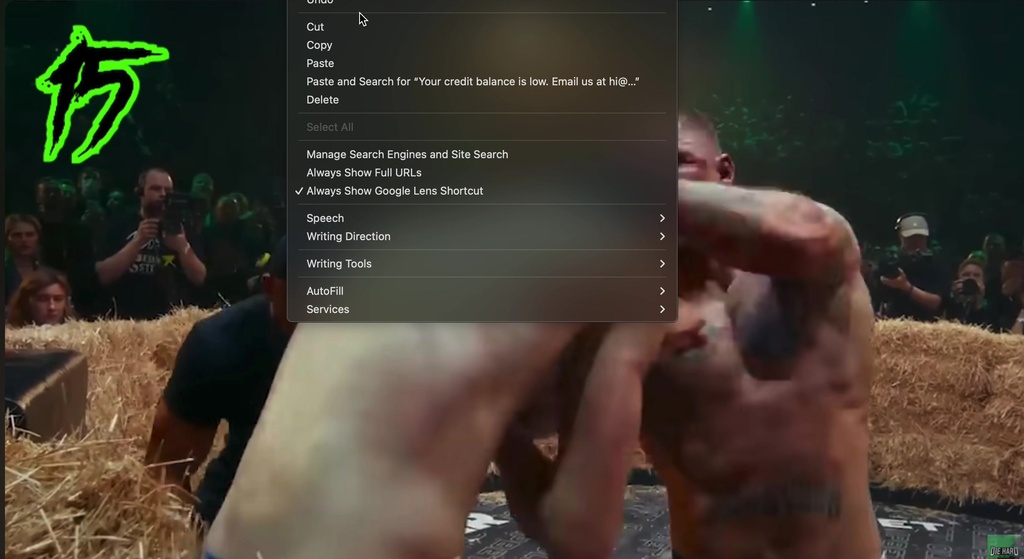 Undo
Cut
Copy
Paste
Paste and Search for “Your credit balance is low. Email us at hi@...”
Delete
Select All
Manage Search Engines and Site Search
Always Show Full URLs
✓ Always Show Google Lens Shortcut
Speech
Writing Direction
Writing Tools
AutoFill
Services
DIE HARD